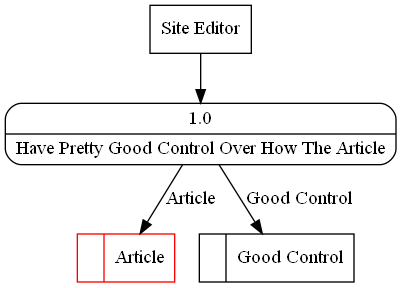 Site Editor
1.0
Have Pretty Good Control Over How The Article
Article
Good Control
Article
Good Control